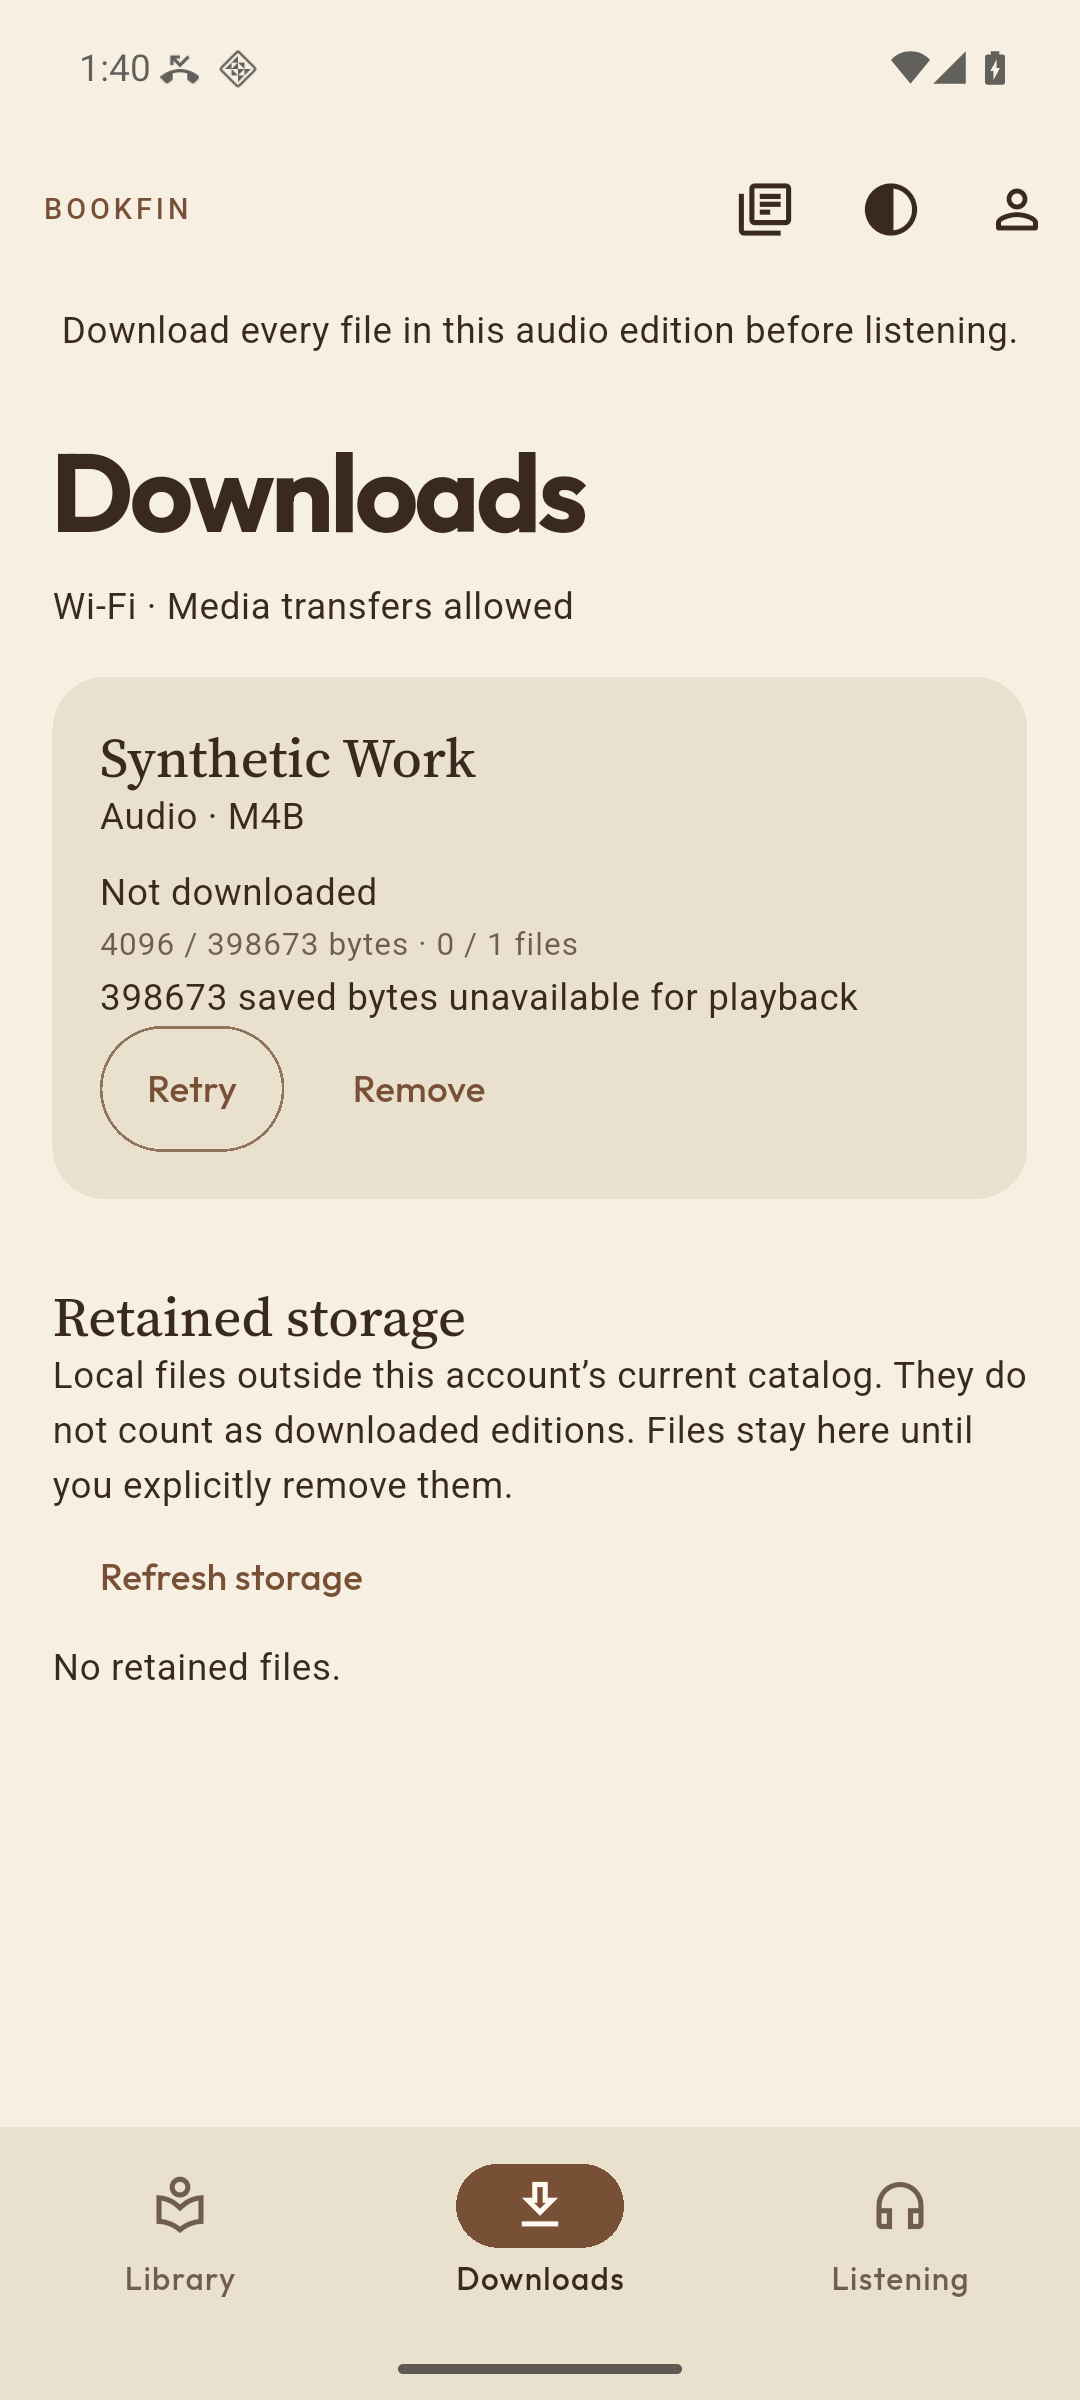 1:40
BOOKFIN
Download every file in this audio edition before listening.
Downloads
Wi-Fi · Media transfers allowed
Synthetic Work
Audio · M4B
Not downloaded
4096 / 398673 bytes · 0 / 1 files
398673 saved bytes unavailable for playback
Retry
Remove
Retained storage
Local files outside this account’s current catalog. They do
not count as downloaded editions. Files stay here until
you explicitly remove them.
Refresh storage
No retained files.
Library
Downloads
Listening